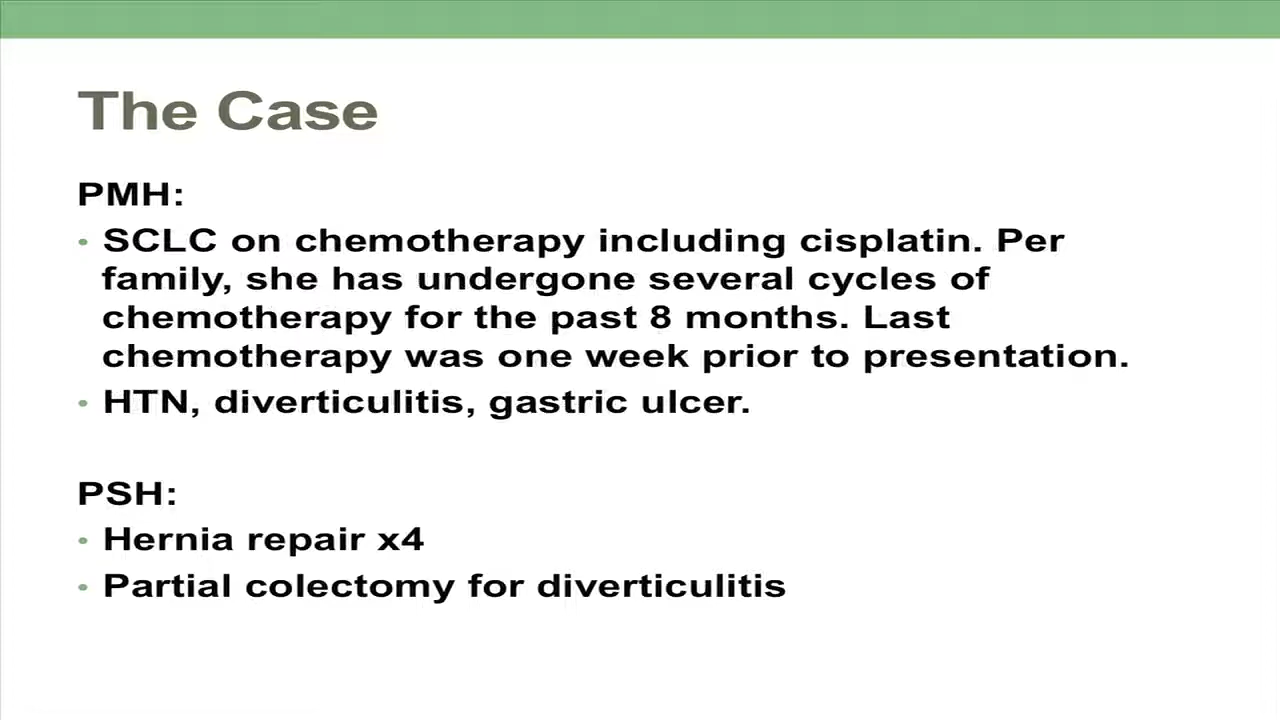 The Case
PMH:
• SCLC on chemotherapy including cisplatin. Per
family, she has undergone several cycles of
chemotherapy for the past 8 months. Last
chemotherapy was one week prior to presentation.
• HTN, diverticulitis, gastric ulcer.
PSH:
• Hernia repair x4
• Partial colectomy for diverticulitis